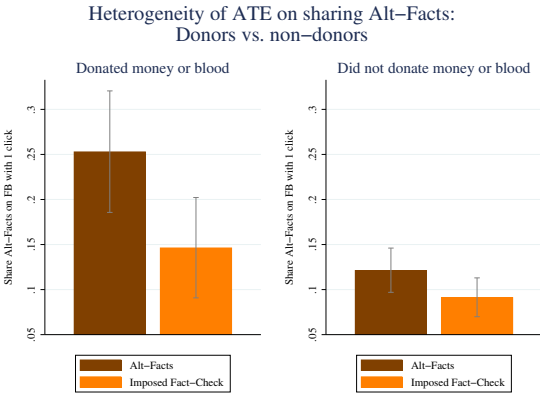 Heterogeneity of ATE on sharing Alt−Facts:
Donors vs. non−donors
Donated money or blood
Share Alt−Facts on FB with 1 click
.3
.25
.2
.15
.1
.05
Alt−Facts
Imposed Fact−Check
Did not donate money or blood
Share Alt−Facts on FB with 1 click
.3
.25
.2
.15
.1
.05
Alt−Facts
Imposed Fact−Check